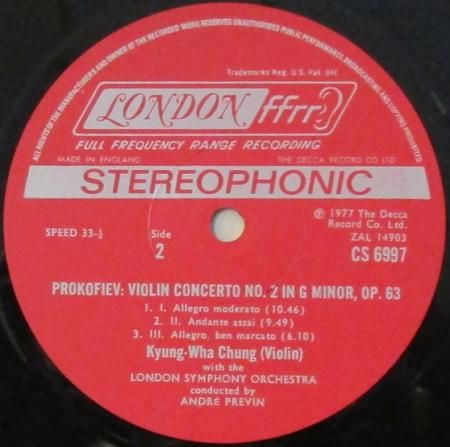 ALL RIGHTS OF THE MANUFACTURERS AND OWNER OF THE RECORDED WORK RESERVED UNAUTHORISED PUBLIC PERFORMANCE, BROADCASTING AND COPYING PROHIBITED
Trademarks Reg. U.S. Pat. Off.
LONDON ffrr
FULL FREQUENCY RANGE RECORDING
MADE IN ENGLAND THE DECCA RECORD CO LTD
STEREOPHONIC
℗ 1977 The Decca
Record Co. Ltd.
SPEED 33-⅓ Side ZAL 14903
2 CS 6997
PROKOFIEV: VIOLIN CONCERTO NO. 2 IN G MINOR, OP. 63
1. I. Allegro moderato (10.46)
2. II. Andante assai (9.49)
3. III. Allegro, ben marcato (6.10)
Kyung-Wha Chung (Violin)
with the
LONDON SYMPHONY ORCHESTRA
conducted by
ANDRÉ PREVIN